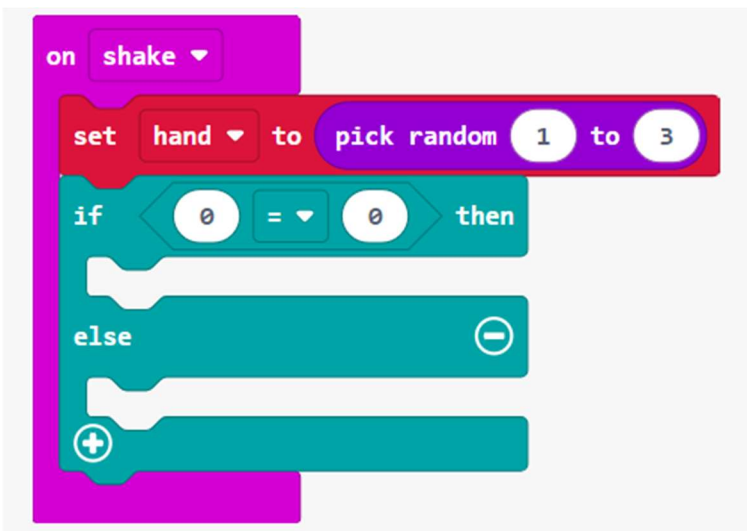 on shake
set hand to pick random 1 to 3
if 0 = 0 then
else